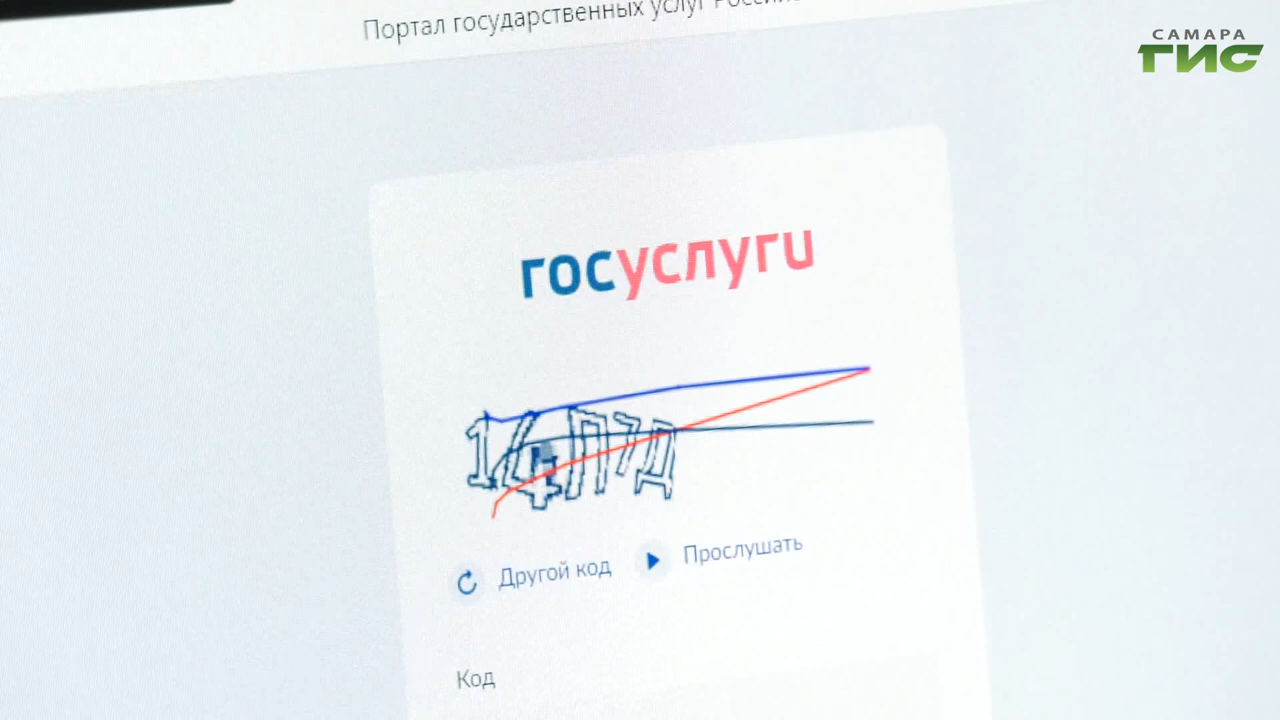 Портал государственных услуг
САМАРА
ГИС
госуслуги
14П7Д
Другой код
Прослушать
Код